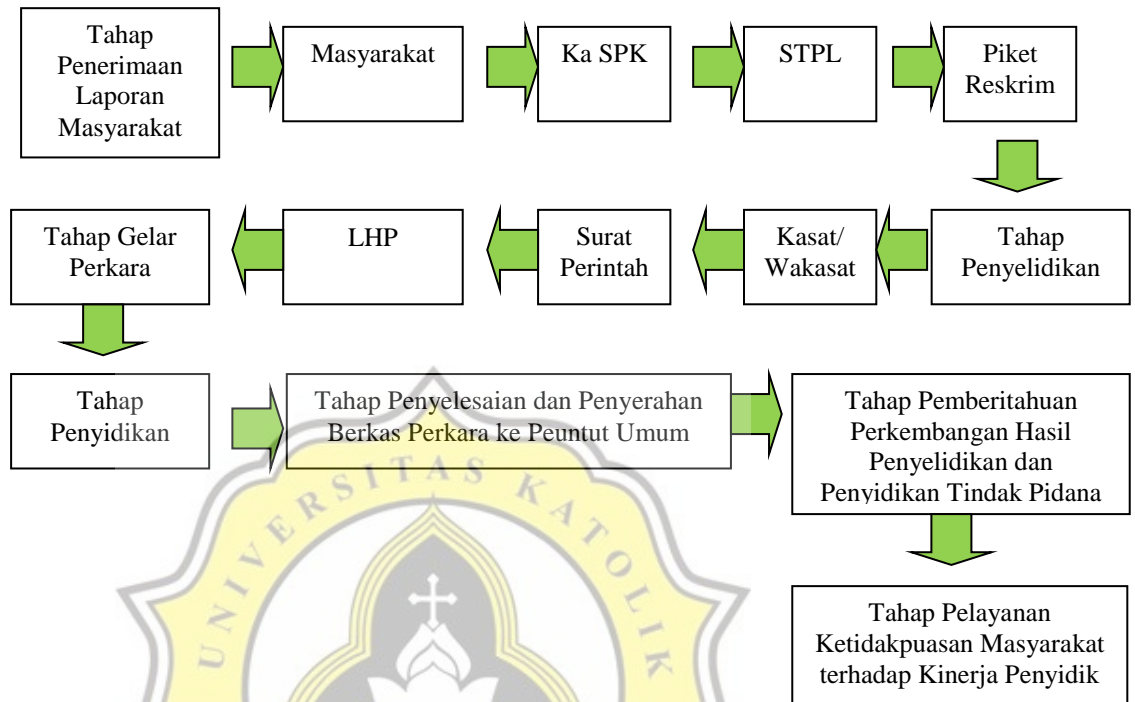 Tahap
Penerimaan
Laporan
Masyarakat
Masyarakat
Ka SPK
STPL
Piket
Reskrim
Tahap
Penyelidikan
Kasat/
Wakasat
Surat
Perintah
LHP
Tahap Gelar
Perkara
Tahap
Penyidikan
Tahap Penyelesaian dan Penyerahan
Berkas Perkara ke Peuntut Umum
Tahap Pemberitahuan
Perkembangan Hasil
Penyelidikan dan
Penyidikan Tindak Pidana
Tahap Pelayanan
Ketidakpuasan Masyarakat
terhadap Kinerja Penyidik
UNIVERSITAS KATOLIK